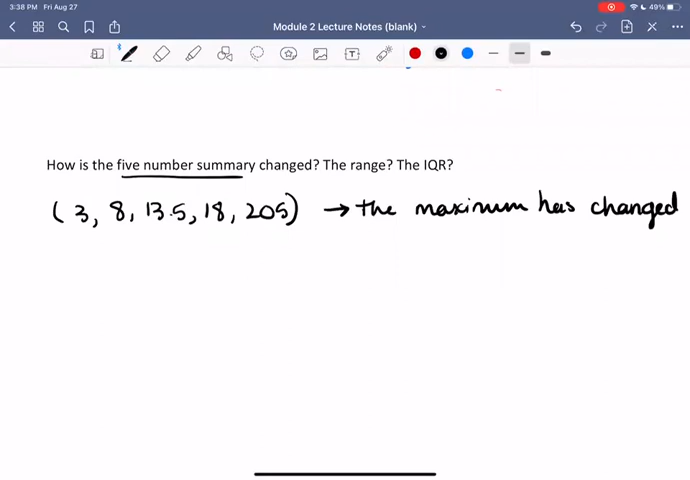 3:38 PM Fri Aug 27
49%
Module 2 Lecture Notes (blank)
How is the five number summary changed? The range? The IQR?
(3, 8, 13.5, 18, 205) → the maximum has changed